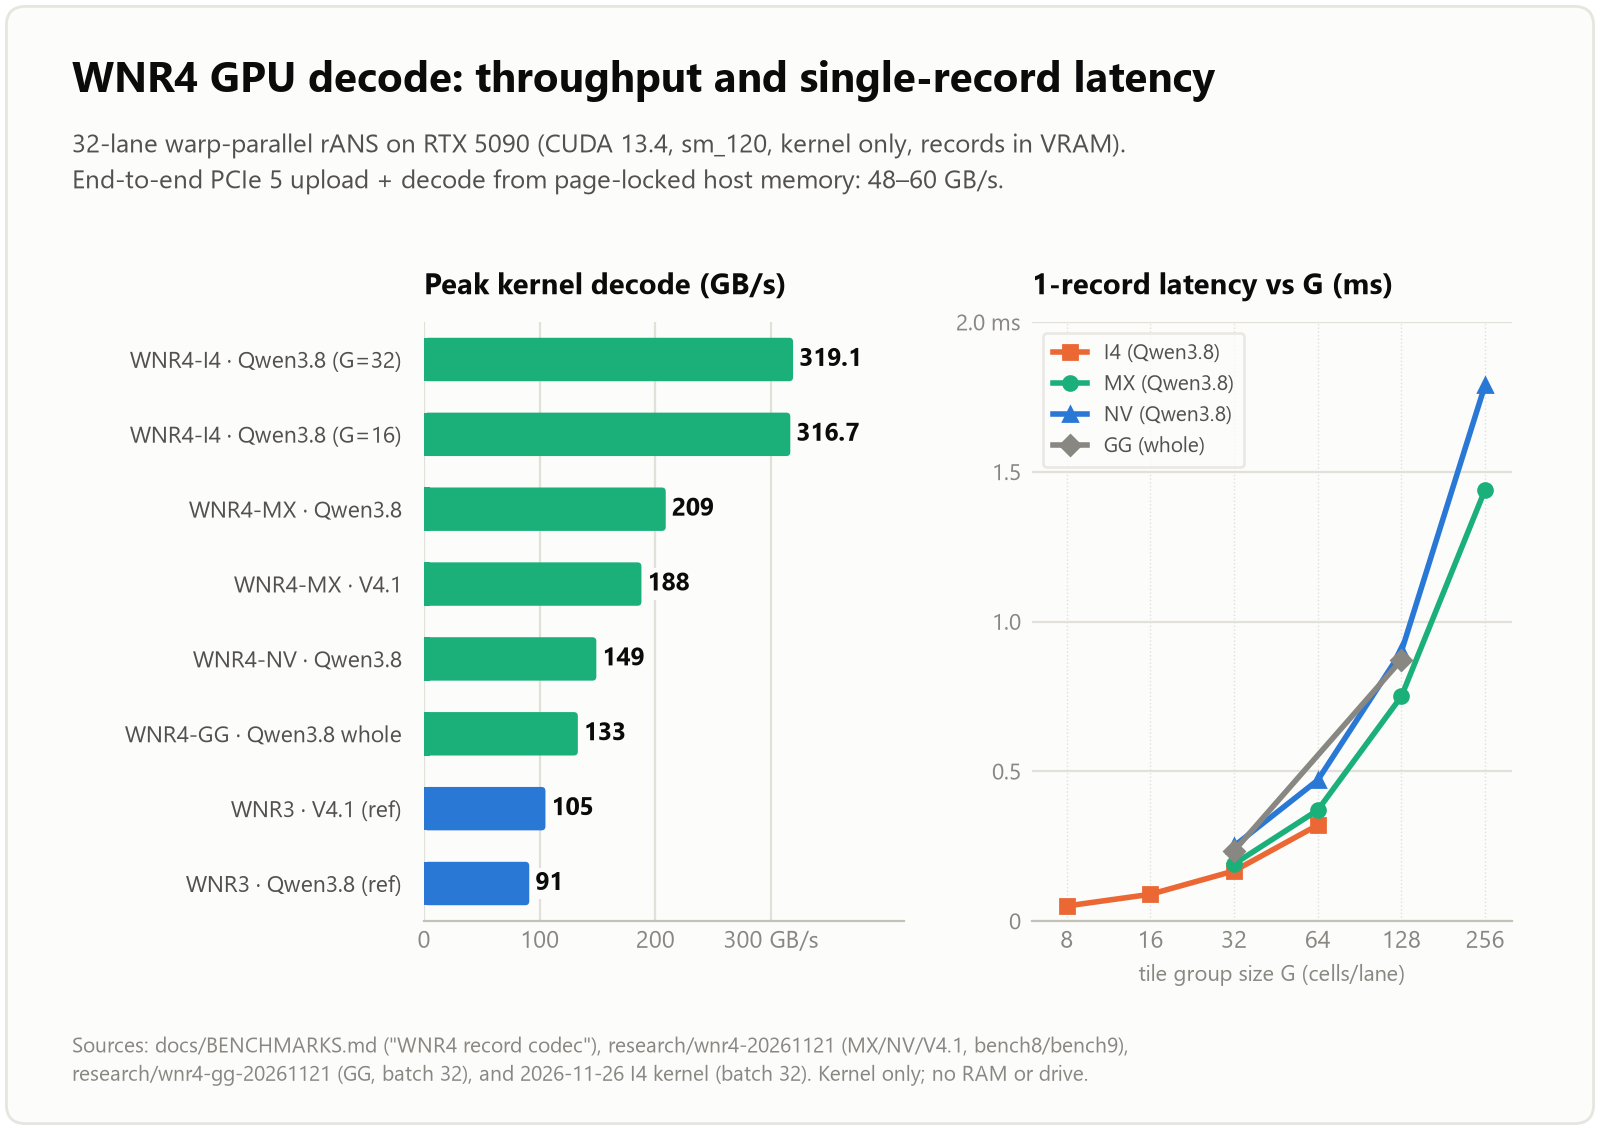 WNR4 GPU decode: throughput and single-record latency
32-lane warp-parallel rANS on RTX 5090 (CUDA 13.4, sm_120, kernel only, records in VRAM).
End-to-end PCIe 5 upload + decode from page-locked host memory: 48–60 GB/s.
Peak kernel decode (GB/s)
WNR4-I4 · Qwen3.8 (G=32) 319.1
WNR4-I4 · Qwen3.8 (G=16) 316.7
WNR4-MX · Qwen3.8 209
WNR4-MX · V4.1 188
WNR4-NV · Qwen3.8 149
WNR4-GG · Qwen3.8 whole 133
WNR3 · V4.1 (ref) 105
WNR3 · Qwen3.8 (ref) 91
0 100 200 300 GB/s
1-record latency vs G (ms)
2.0 ms
I4 (Qwen3.8)
MX (Qwen3.8)
NV (Qwen3.8)
GG (whole)
1.5
1.0
0.5
0
8 16 32 64 128 256
tile group size G (cells/lane)
Sources: docs/BENCHMARKS.md ("WNR4 record codec"), research/wnr4-20261121 (MX/NV/V4.1, bench8/bench9),
research/wnr4-gg-20261121 (GG, batch 32), and 2026-11-26 I4 kernel (batch 32). Kernel only; no RAM or drive.